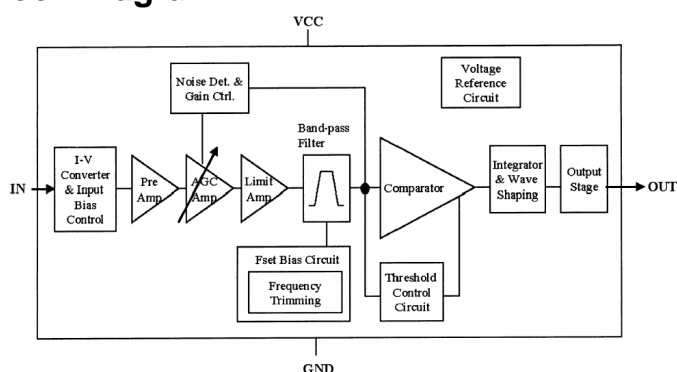 VCC
Noise Det. &
Gain Ctrl.
Voltage
Reference
Circuit
Band-pass
Filter
I-V
Converter
& Input
Bias
Control
IN
Pre
Amp
AGC
Amp
Limit
Amp
Comparator
Integrator
& Wave
Shaping
Output
Stage
OUT
Fset Bias Circuit
Frequency
Trimming
Threshold
Control
Circuit
GND